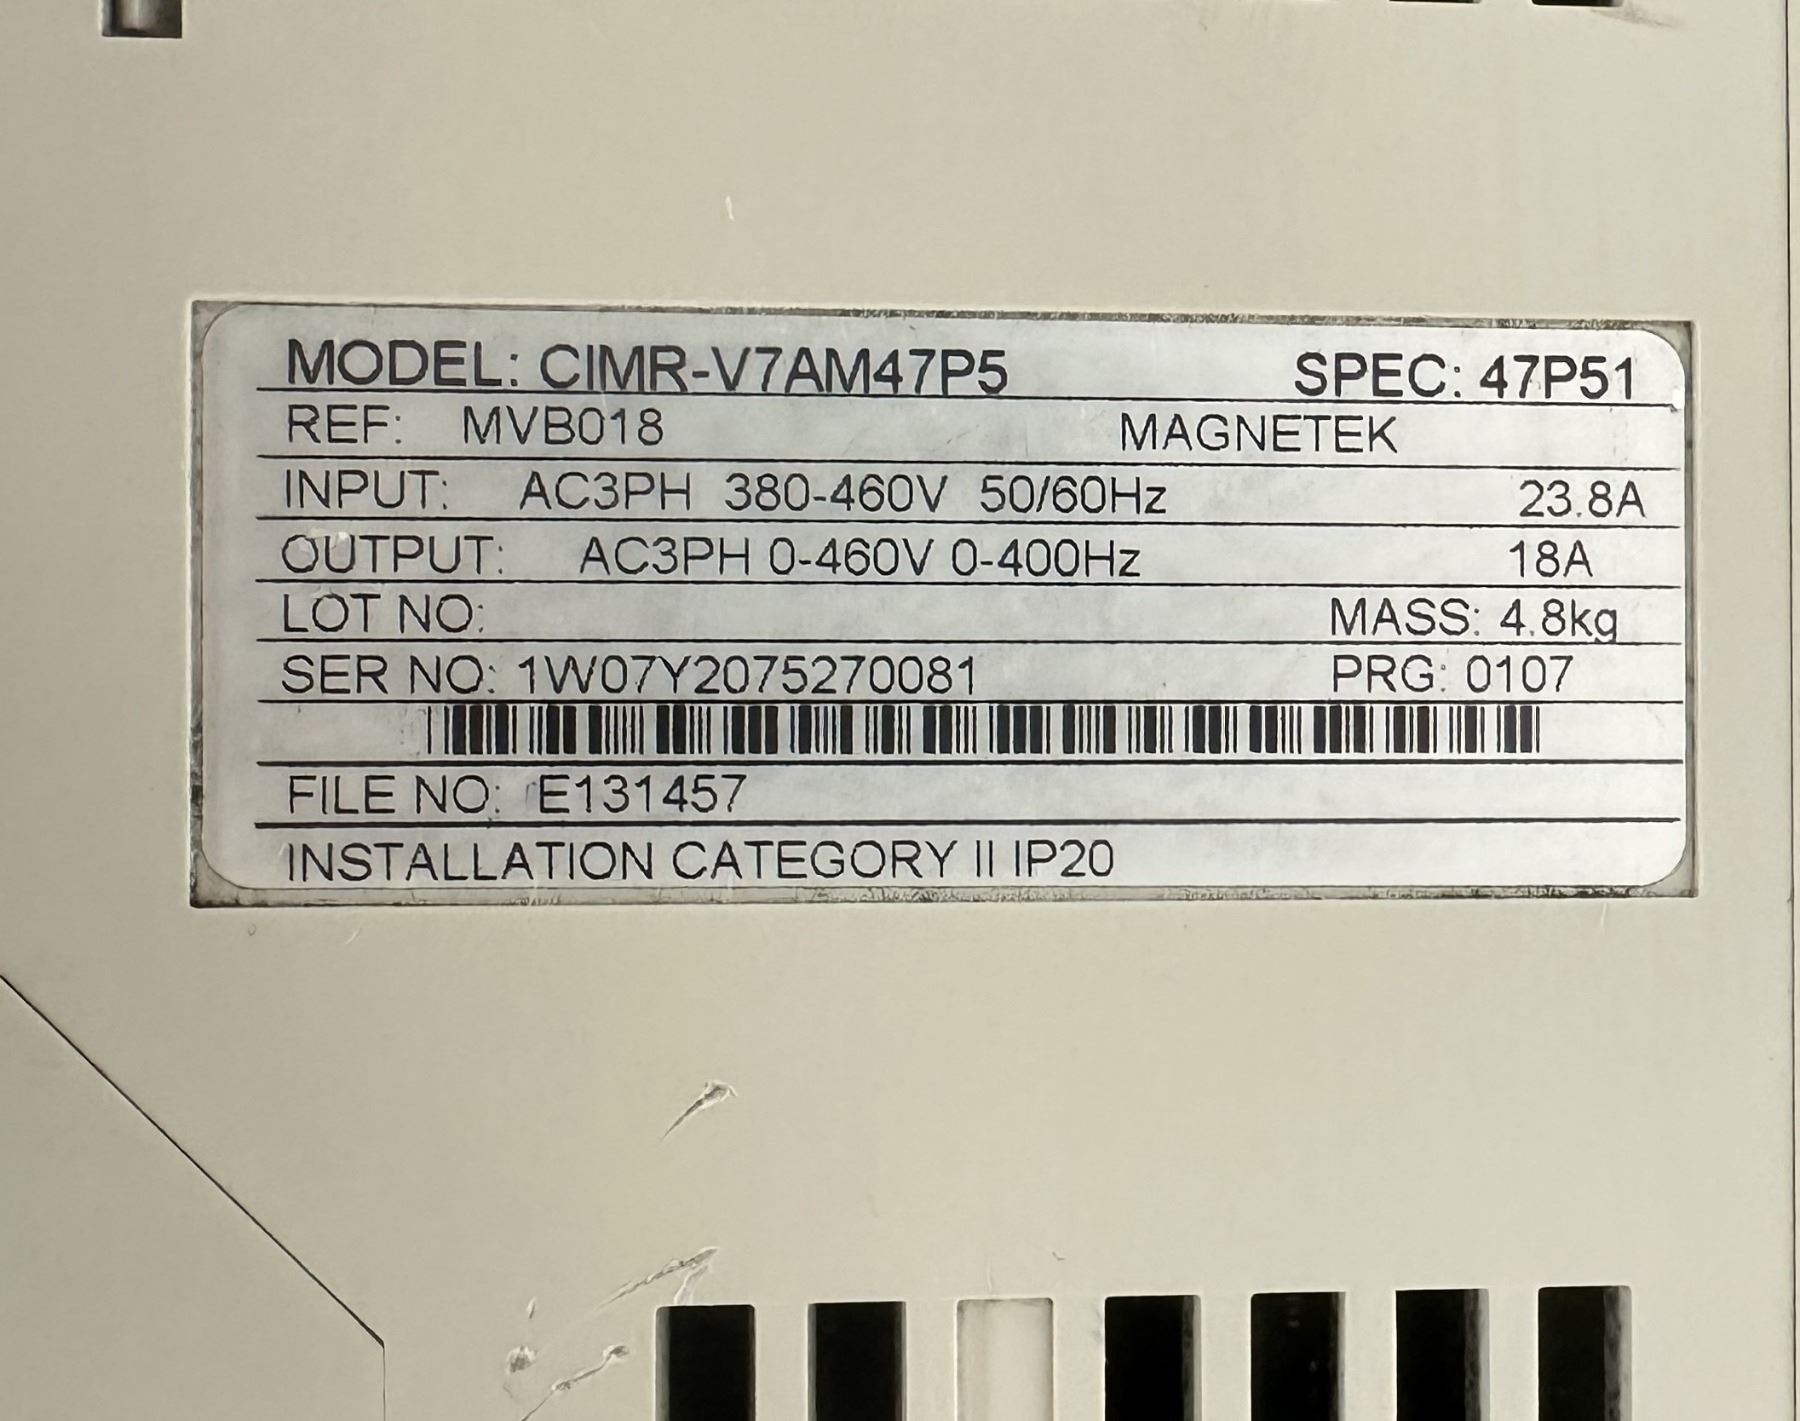 MODEL: CIMR-V7AM47P5 SPEC: 47P51
REF: MVB018 MAGNETEK
INPUT: AC3PH 380-460V 50/60Hz 23.8A
OUTPUT: AC3PH 0-460V 0-400Hz 18A
LOT NO: MASS: 4.8kg
SER NO: 1W07Y2075270081 PRG: 0107
FILE NO: E131457
INSTALLATION CATEGORY II IP20